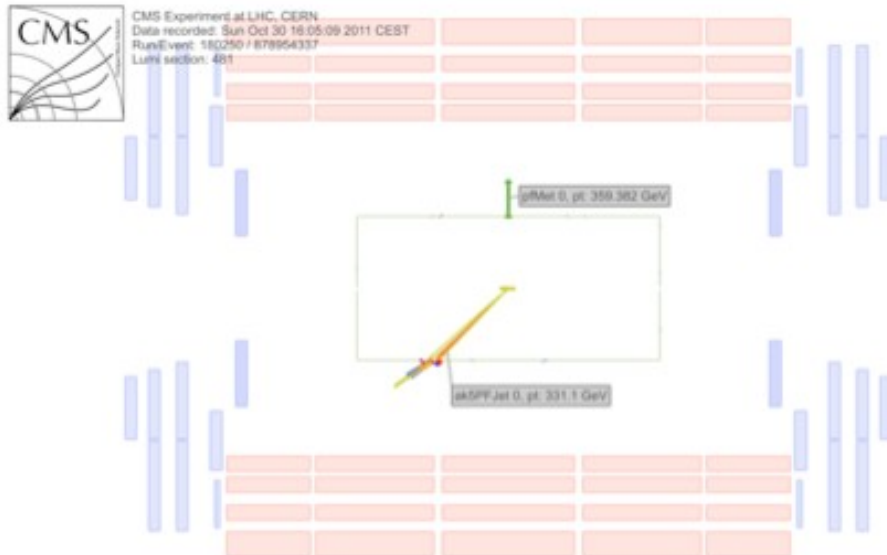 CMS
CMS Experiment at LHC, CERN
Data recorded: Sun Oct 30 16:05:09 2011 CEST
Run/Event: 180250 / 878954337
Lumi section: 481
pfMet 0, pt: 359.382 GeV
ak5PFJet 0, pt: 331.1 GeV